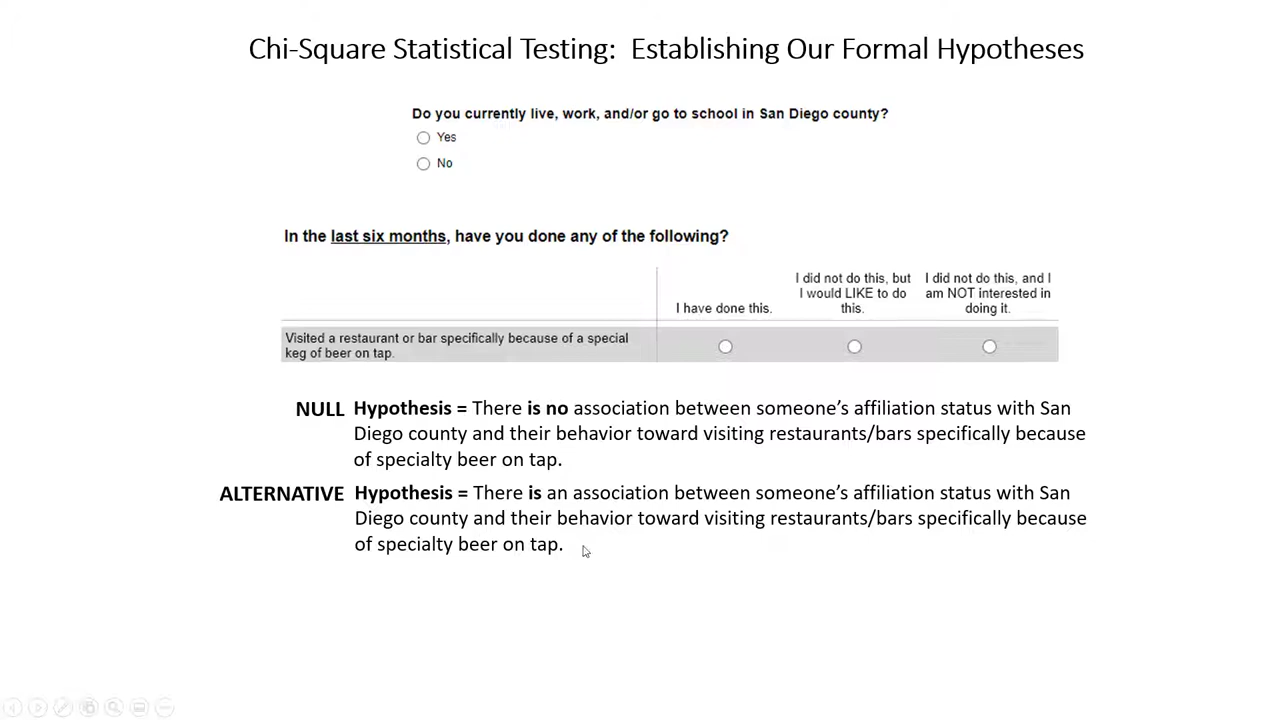 Chi-Square Statistical Testing: Establishing Our Formal Hypotheses
Do you currently live, work, and/or go to school in San Diego county?
Yes
No
In the last six months, have you done any of the following?
I have done this.
I did not do this, but
I would LIKE to do
this.
I did not do this, and I
am NOT interested in
doing it.
Visited a restaurant or bar specifically because of a special
keg of beer on tap.
NULL Hypothesis = There is no association between someone’s affiliation status with San
Diego county and their behavior toward visiting restaurants/bars specifically because
of specialty beer on tap.
ALTERNATIVE Hypothesis = There is an association between someone’s affiliation status with San
Diego county and their behavior toward visiting restaurants/bars specifically because
of specialty beer on tap.